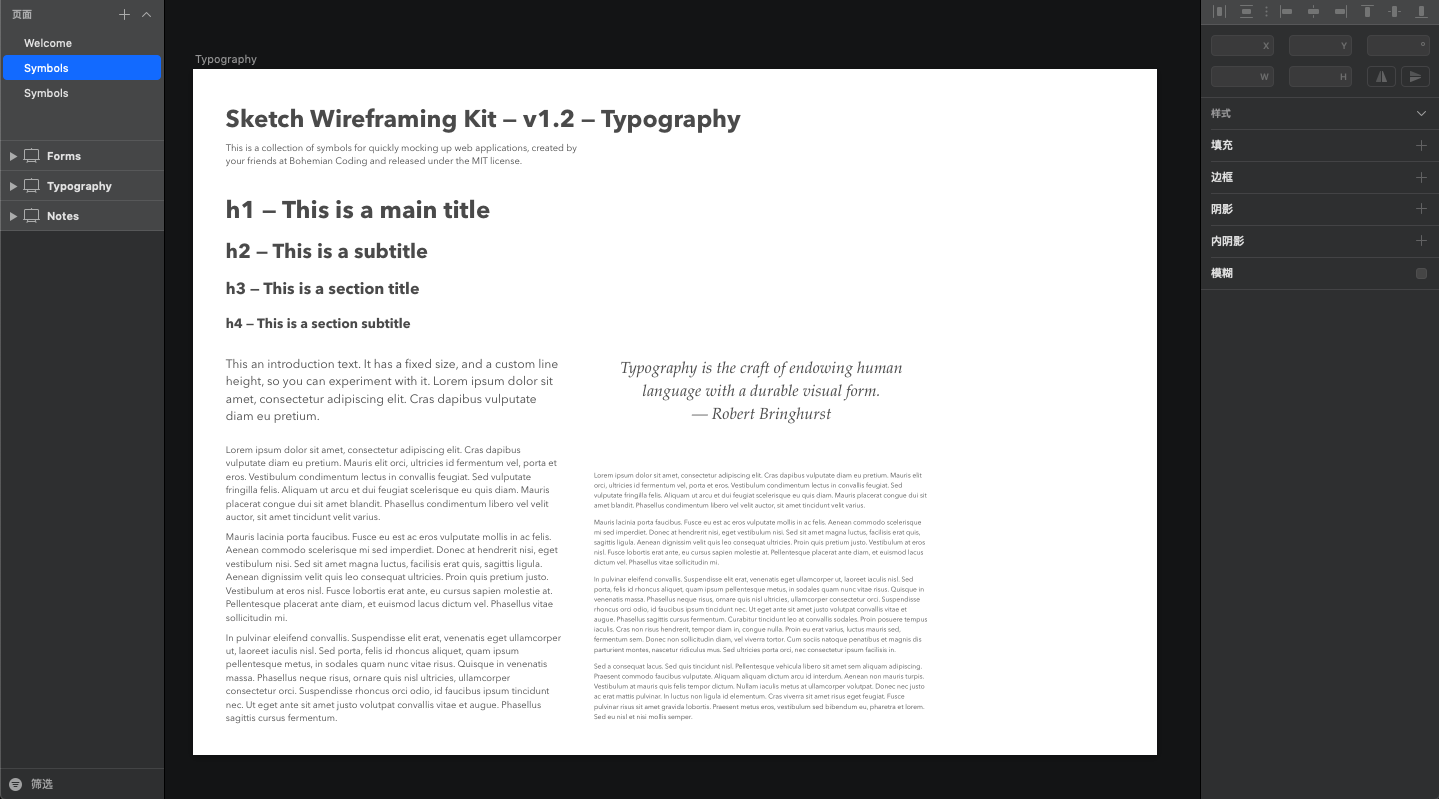 页面
Welcome
Symbols
Symbols
Forms
Typography
Notes
筛选
Typography
Sketch Wireframing Kit — v1.2 — Typography
This is a collection of symbols for quickly mocking up web applications, created by
your friends at Bohemian Coding and released under the MIT license.
h1 — This is a main title
h2 — This is a subtitle
h3 — This is a section title
h4 — This is a section subtitle
This an introduction text. It has a fixed size, and a custom line
height, so you can experiment with it. Lorem ipsum dolor sit
amet, consectetur adipiscing elit. Cras dapibus vulputate
diam eu pretium.
Lorem ipsum dolor sit amet, consectetur adipiscing elit. Cras dapibus
vulputate diam eu pretium. Mauris elit orci, ultricies id fermentum vel, porta et
eros. Vestibulum condimentum lectus in convallis feugiat. Sed vulputate
fringilla felis. Aliquam ut arcu et dui feugiat scelerisque eu quis diam. Mauris
placerat congue dui sit amet blandit. Phasellus condimentum libero vel velit
auctor, sit amet tincidunt velit varius.
Mauris lacinia porta faucibus. Fusce eu est ac eros vulputate mollis in ac felis.
Aenean commodo scelerisque mi sed imperdiet. Donec at hendrerit nisi, eget
vestibulum nisi. Sed sit amet magna luctus, facilisis erat quis, sagittis ligula.
Aenean dignissim velit quis leo consequat ultricies. Proin quis pretium justo.
Vestibulum at eros nisl. Fusce lobortis erat ante, eu cursus sapien molestie at.
Pellentesque placerat ante diam, et euismod lacus dictum vel. Phasellus vitae
sollicitudin mi.
In pulvinar eleifend convallis. Suspendisse elit erat, venenatis eget ullamcorper
ut, laoreet iaculis nisl. Sed porta, felis id rhoncus aliquet, quam ipsum
pellentesque metus, in sodales quam nunc vitae risus. Quisque in venenatis
massa. Phasellus neque risus, ornare quis nisl ultricies, ullamcorper
consectetur orci. Suspendisse rhoncus orci odio, id faucibus ipsum tincidunt
nec. Ut eget ante sit amet justo volutpat convallis vitae et augue. Phasellus
sagittis cursus fermentum.
Typography is the craft of endowing human
language with a durable visual form.
— Robert Bringhurst
Lorem ipsum dolor sit amet, consectetur adipiscing elit. Cras dapibus vulputate diam eu pretium. Mauris elit
orci, ultricies id fermentum vel, porta et eros. Vestibulum condimentum lectus in convallis feugiat. Sed
vulputate fringilla felis. Aliquam ut arcu et dui feugiat scelerisque eu quis diam. Mauris placerat congue dui sit
amet blandit. Phasellus condimentum libero vel velit auctor, sit amet tincidunt velit varius.
Mauris lacinia porta faucibus. Fusce eu est ac eros vulputate mollis in ac felis. Aenean commodo scelerisque
mi sed imperdiet. Donec at hendrerit nisi, eget vestibulum nisi. Sed sit amet magna luctus, facilisis erat quis,
sagittis ligula. Aenean dignissim velit quis leo consequat ultricies. Proin quis pretium justo. Vestibulum at eros
nisl. Fusce lobortis erat ante, eu cursus sapien molestie at. Pellentesque placerat ante diam, et euismod lacus
dictum vel. Phasellus vitae sollicitudin mi.
In pulvinar eleifend convallis. Suspendisse elit erat, venenatis eget ullamcorper ut, laoreet iaculis nisl. Sed
porta, felis id rhoncus aliquet, quam ipsum pellentesque metus, in sodales quam nunc vitae risus. Quisque in
venenatis massa. Phasellus neque risus, ornare quis nisl ultricies, ullamcorper consectetur orci. Suspendisse
rhoncus orci odio, id faucibus ipsum tincidunt nec. Ut eget ante sit amet justo volutpat convallis vitae et
augue. Phasellus sagittis cursus fermentum. Curabitur tincidunt leo at convallis sodales. Proin posuere tempus
iaculis. Cras non risus hendrerit, tempor diam in, congue nulla. Proin eu erat varius, luctus mauris sed,
fermentum sem. Donec non sollicitudin diam, vel viverra tortor. Cum sociis natoque penatibus et magnis dis
parturient montes, nascetur ridiculus mus. Sed ultricies porta orci, nec consectetur ipsum facilisis in.
Sed a consequat lacus. Sed quis tincidunt nisl. Pellentesque vehicula libero sit amet sem aliquam adipiscing.
Praesent commodo faucibus vulputate. Aliquam aliquam dictum arcu id interdum. Aenean non mauris turpis.
Vestibulum at mauris quis felis tempor dictum. Nullam iaculis metus at ullamcorper volutpat. Donec nec justo
ac erat mattis pulvinar. In luctus non ligula id elementum. Cras viverra sit amet risus eget feugiat. Fusce
pulvinar risus sit amet gravida lobortis. Praesent metus eros, vestibulum sed bibendum eu, pharetra et lorem.
Sed eu nisl et nisi mollis semper.
X
Y
°
W
H
样式
填充
边框
阴影
内阴影
模糊